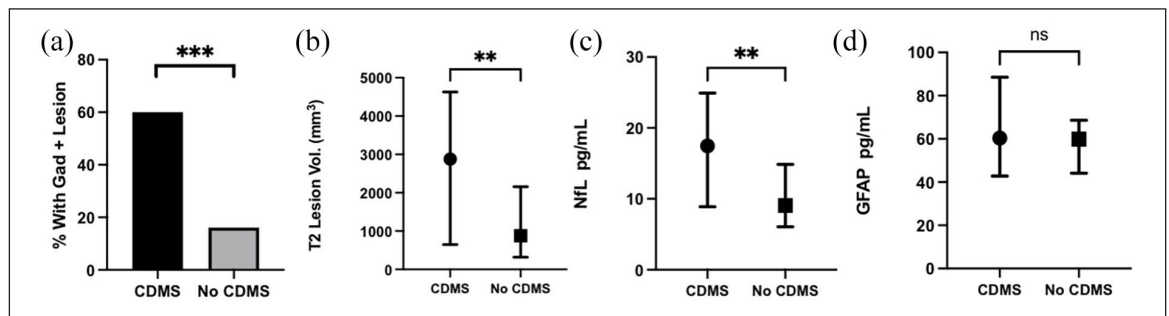 (a)
***
% With Gad + Lesion
80
60
40
20
0
CDMS No CDMS
(b)
**
T2 Lesion Vol. (mm³)
5000
4000
3000
2000
1000
0
CDMS No CDMS
(c)
**
NfL pg/mL
30
20
10
0
CDMS No CDMS
(d)
ns
GFAP pg/mL
100
80
60
40
20
0
CDMS No CDMS